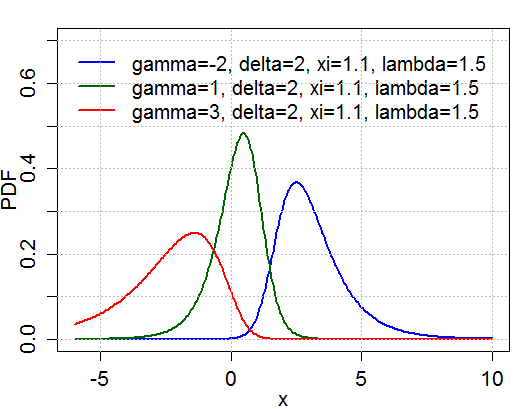 gamma=-2, delta=2, xi=1.1, lambda=1.5
gamma=1, delta=2, xi=1.1, lambda=1.5
gamma=3, delta=2, xi=1.1, lambda=1.5
PDF
0.6
0.4
0.2
0.0
-5 0 5 10
x